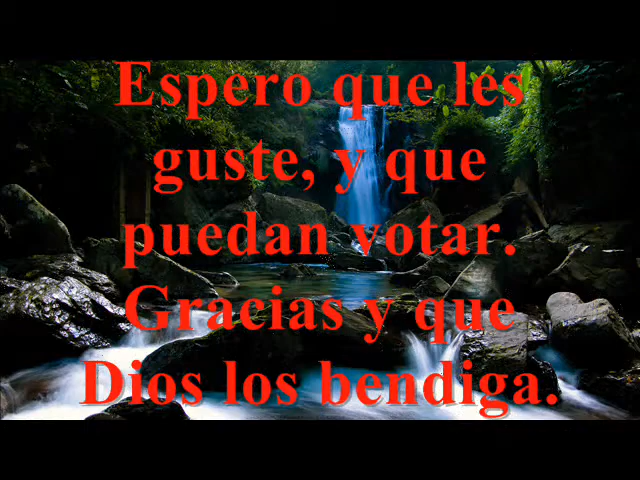 Espero que les
guste, y que
puedan votar.
Gracias y que
Dios los bendiga.